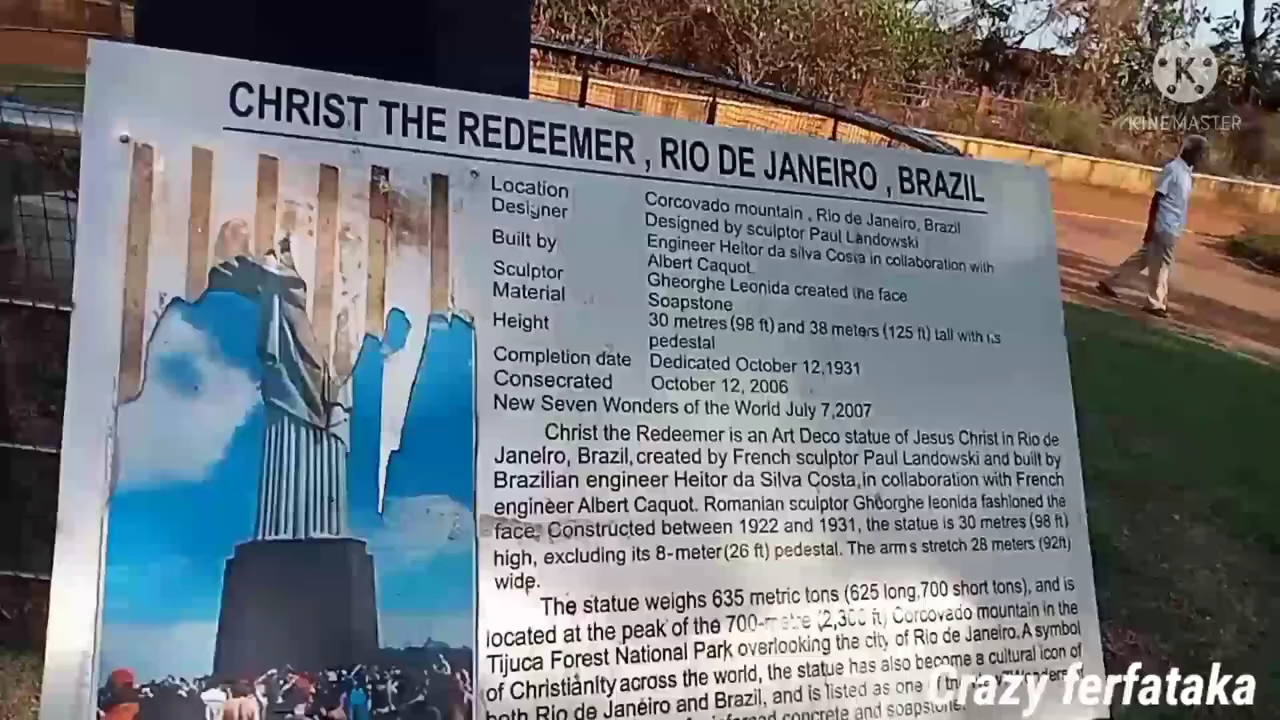 CHRIST THE REDEEMER , RIO DE JANEIRO , BRAZIL
Location Corcovado mountain , Rio de Janeiro, Brazil
Designer Designed by sculptor Paul Landowski
Built by Engineer Heitor da silva Costa in collaboration with
Albert Caquot.
Sculptor Gheorghe Leonida created the face
Material Soapstone
Height 30 metres (98 ft) and 38 meters (125 ft) tall with its
pedestal
Completion date Dedicated October 12,1931
Consecrated October 12, 2006
New Seven Wonders of the World July 7,2007
Christ the Redeemer is an Art Deco statue of Jesus Christ in Rio de
Janeiro, Brazil, created by French sculptor Paul Landowski and built by
Brazilian engineer Heitor da Silva Costa, in collaboration with French
engineer Albert Caquot. Romanian sculptor Gheorghe leonida fashioned the
face. Constructed between 1922 and 1931, the statue is 30 metres (98 ft)
high, excluding its 8-meter (26 ft) pedestal. The arms stretch 28 meters (92ft)
wide.
The statue weighs 635 metric tons (625 long,700 short tons), and is
located at the peak of the 700-metre (2,300 ft) Corcovado mountain in the
Tijuca Forest National Park overlooking the city of Rio de Janeiro. A symbol
of Christianity across the world, the statue has also become a cultural icon of
both Rio de Janeiro and Brazil, and is listed as one
concrete and soapstone.
K
KINEMASTER
Crazy ferfataka